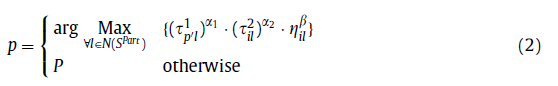 p = { arg Max_{∀l∈N(S^{Part})} {(τ^1_{p'l})^{α_1} · (τ^2_{il})^{α_2} · η^β_{il}}
P otherwise (2)